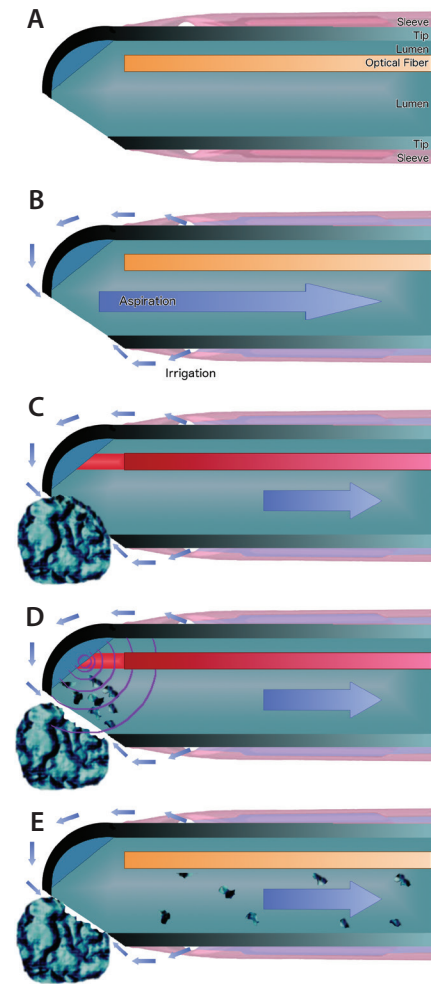 A
Sleeve
Tip
Lumen
Optical Fiber
Lumen
Tip
Sleeve
B
Aspiration
Irrigation
C
D
E